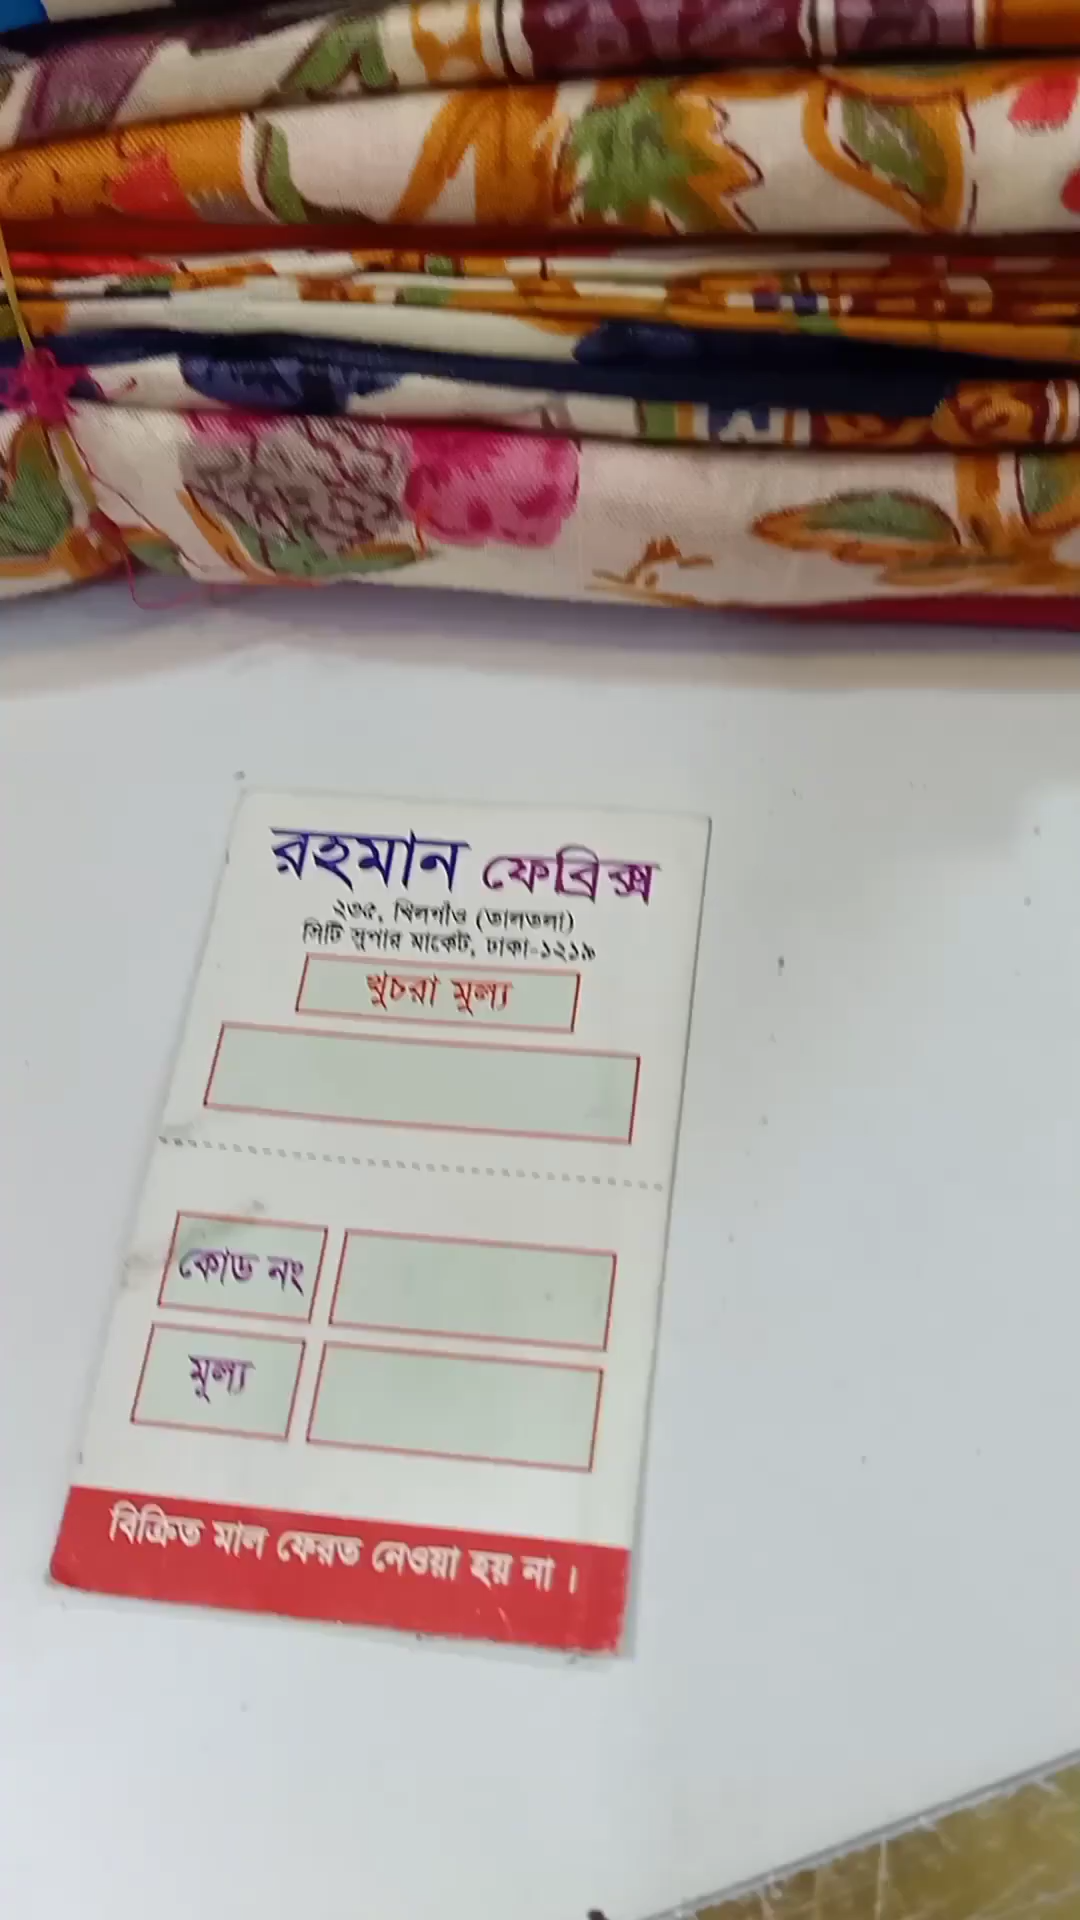 রহমান ফেব্রিক্স
২৩৫, খিলগাঁও (তালতলা)
সিটি সুপার মার্কেট, ঢাকা-১২১৯
খুচরা মূল্য
কোড নং
মূল্য
বিক্রিত মাল ফেরত নেওয়া হয় না।